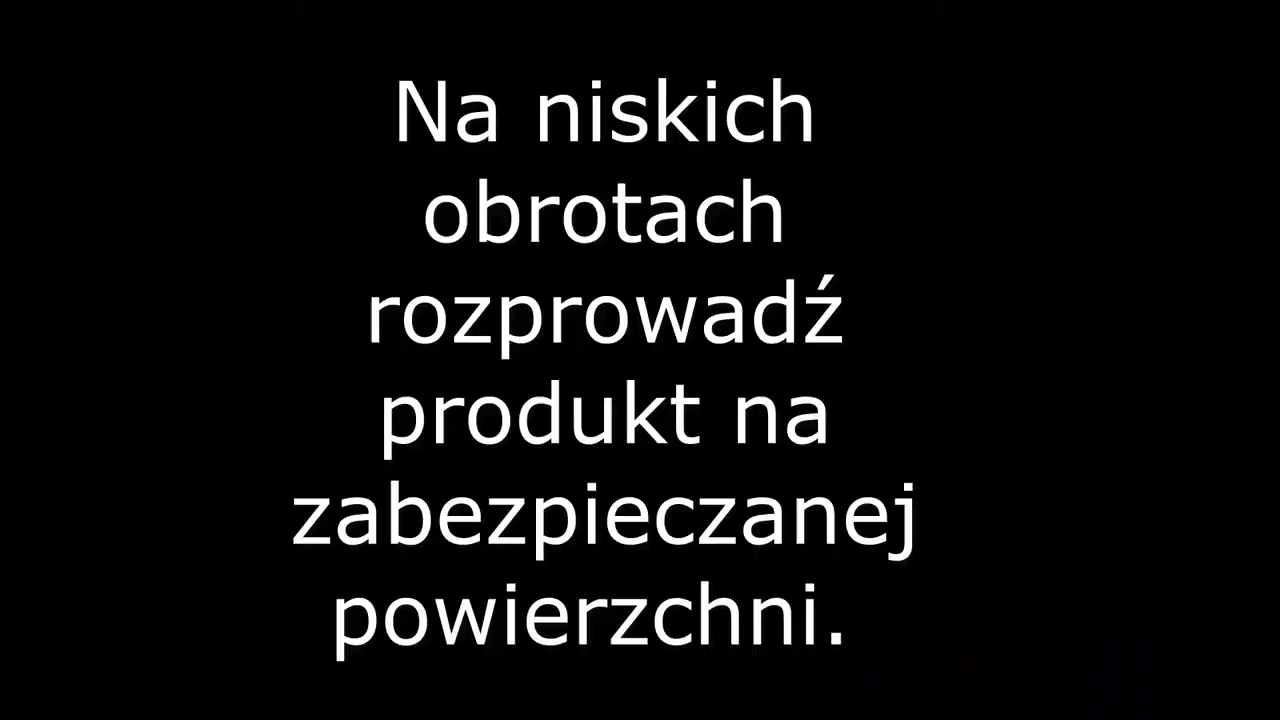 Na niskich
obrotach
rozprowadź
produkt na
zabezpieczanej
powierzchni.